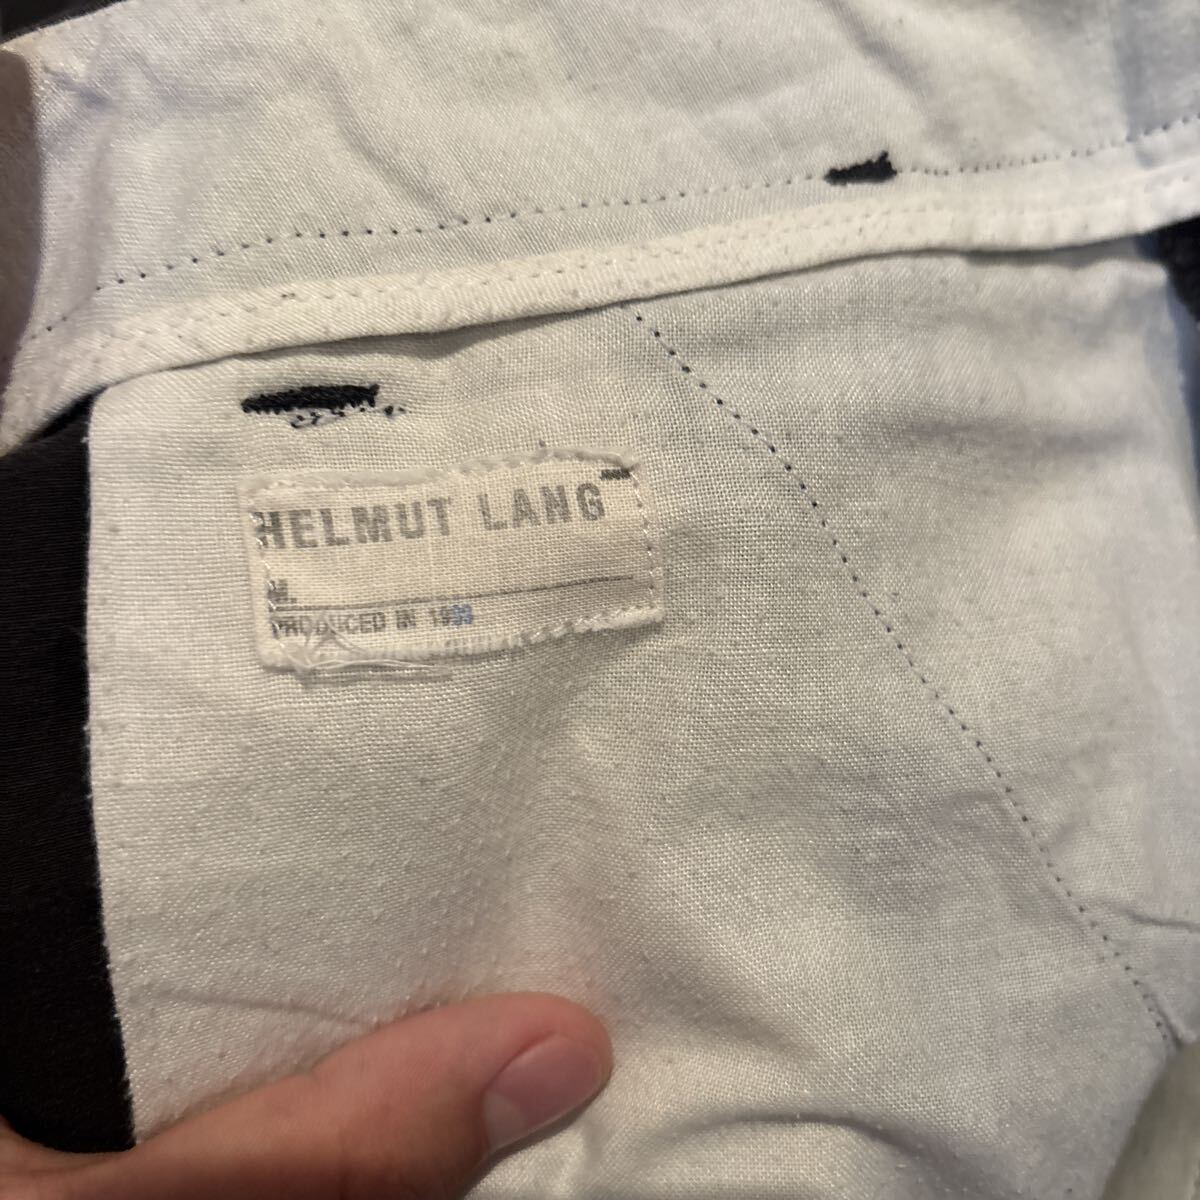 HELMUT LANG
M.
PRODUCED IN 1999